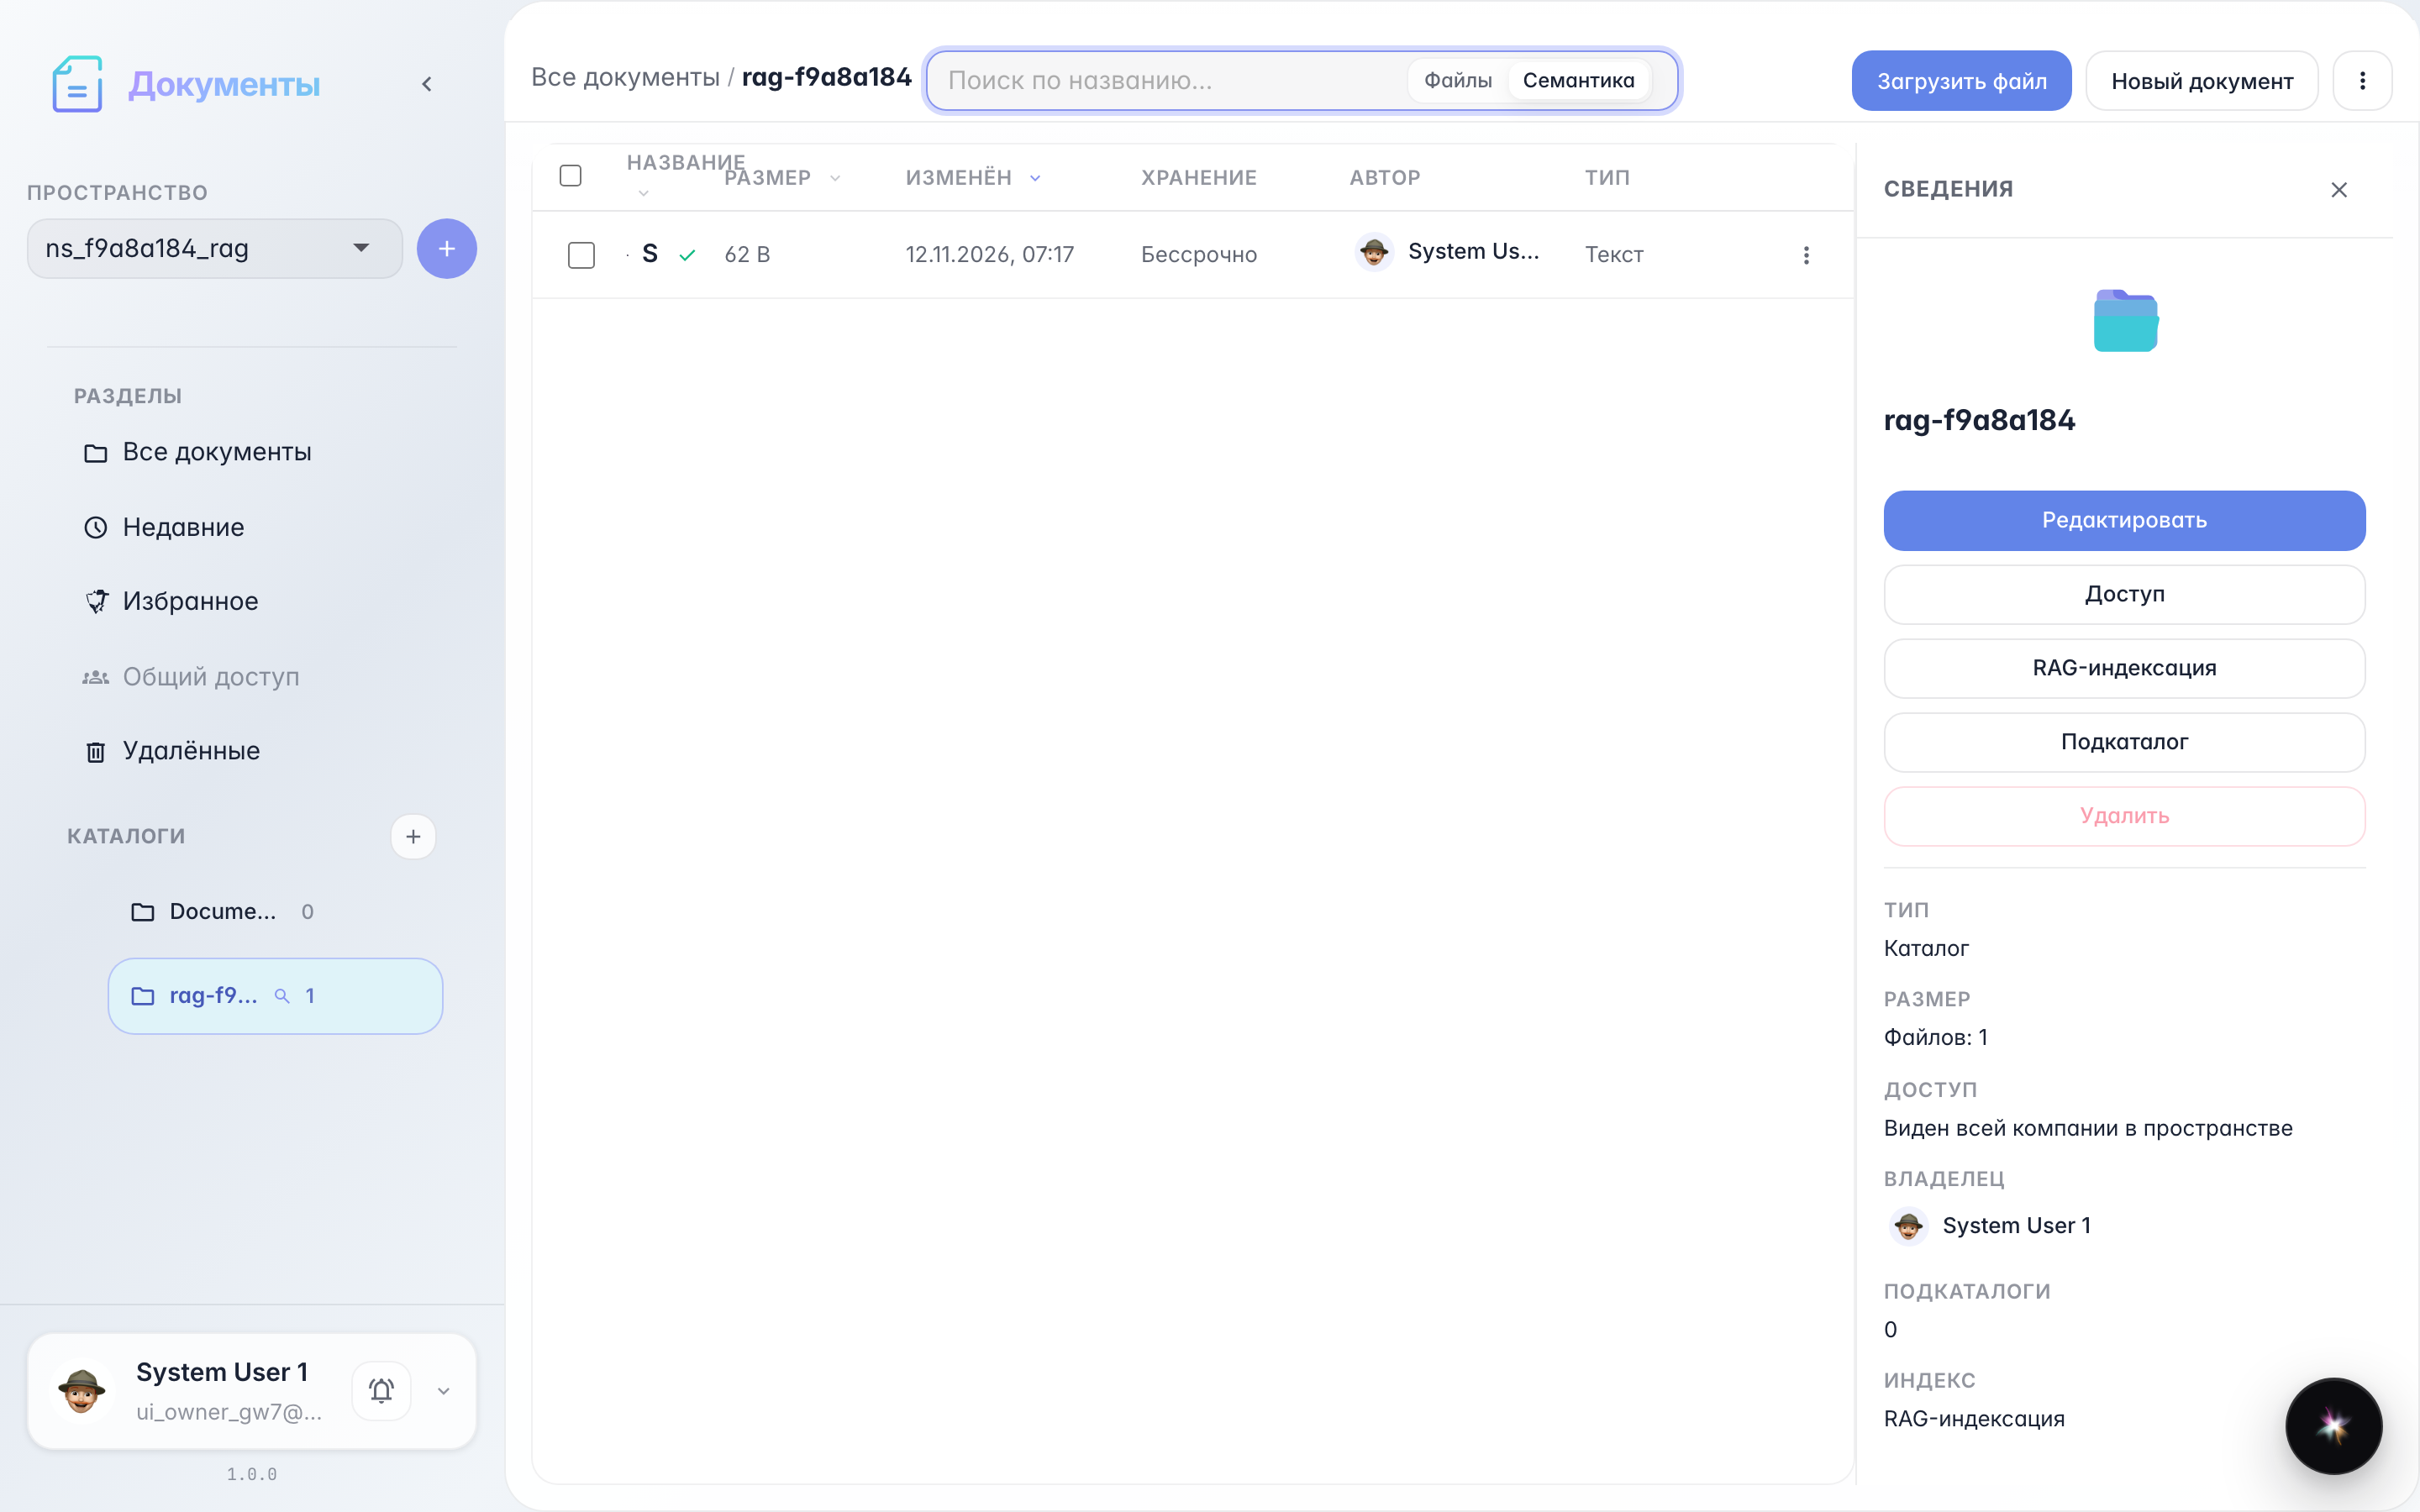 Документы
ПРОСТРАНСТВО
ns_f9a8a184_rag
РАЗДЕЛЫ
Все документы
Недавние
Избранное
Общий доступ
Удалённые
КАТАЛОГИ
Docume... 0
rag-f9... 1
System User 1
ui_owner_gw7@...
1.0.0
Все документы / rag-f9a8a184
Поиск по названию...
Файлы Семантика
Загрузить файл
Новый документ
НАЗВАНИЕ РАЗМЕР ИЗМЕНЁН ХРАНЕНИЕ АВТОР ТИП
S 62 B 12.11.2026, 07:17 Бессрочно System Us... Текст
СВЕДЕНИЯ
rag-f9a8a184
Редактировать
Доступ
RAG-индексация
Подкаталог
Удалить
ТИП
Каталог
РАЗМЕР
Файлов: 1
ДОСТУП
Виден всей компании в пространстве
ВЛАДЕЛЕЦ
System User 1
ПОДКАТАЛОГИ
0
ИНДЕКС
RAG-индексация